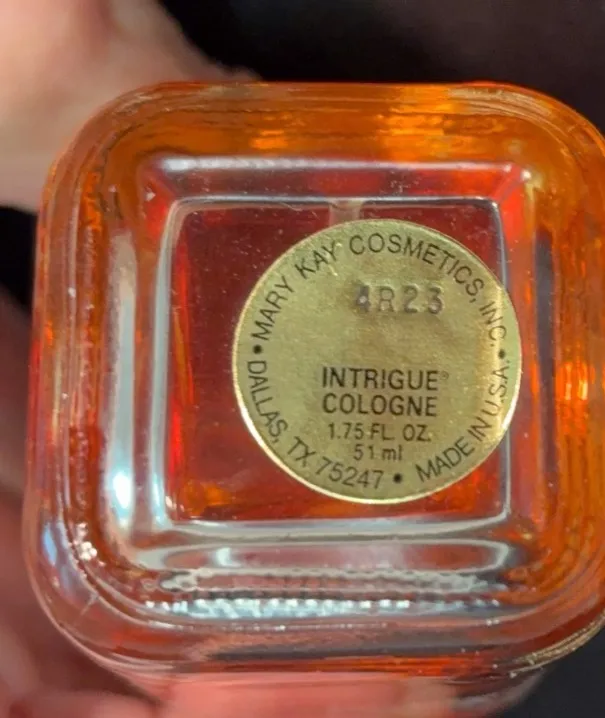 MARY KAY COSMETICS, INC.
4R23
INTRIGUE®
COLOGNE
1.75 FL. OZ.
51 ml
• DALLAS, TX 75247 • MADE IN U.S.A. •